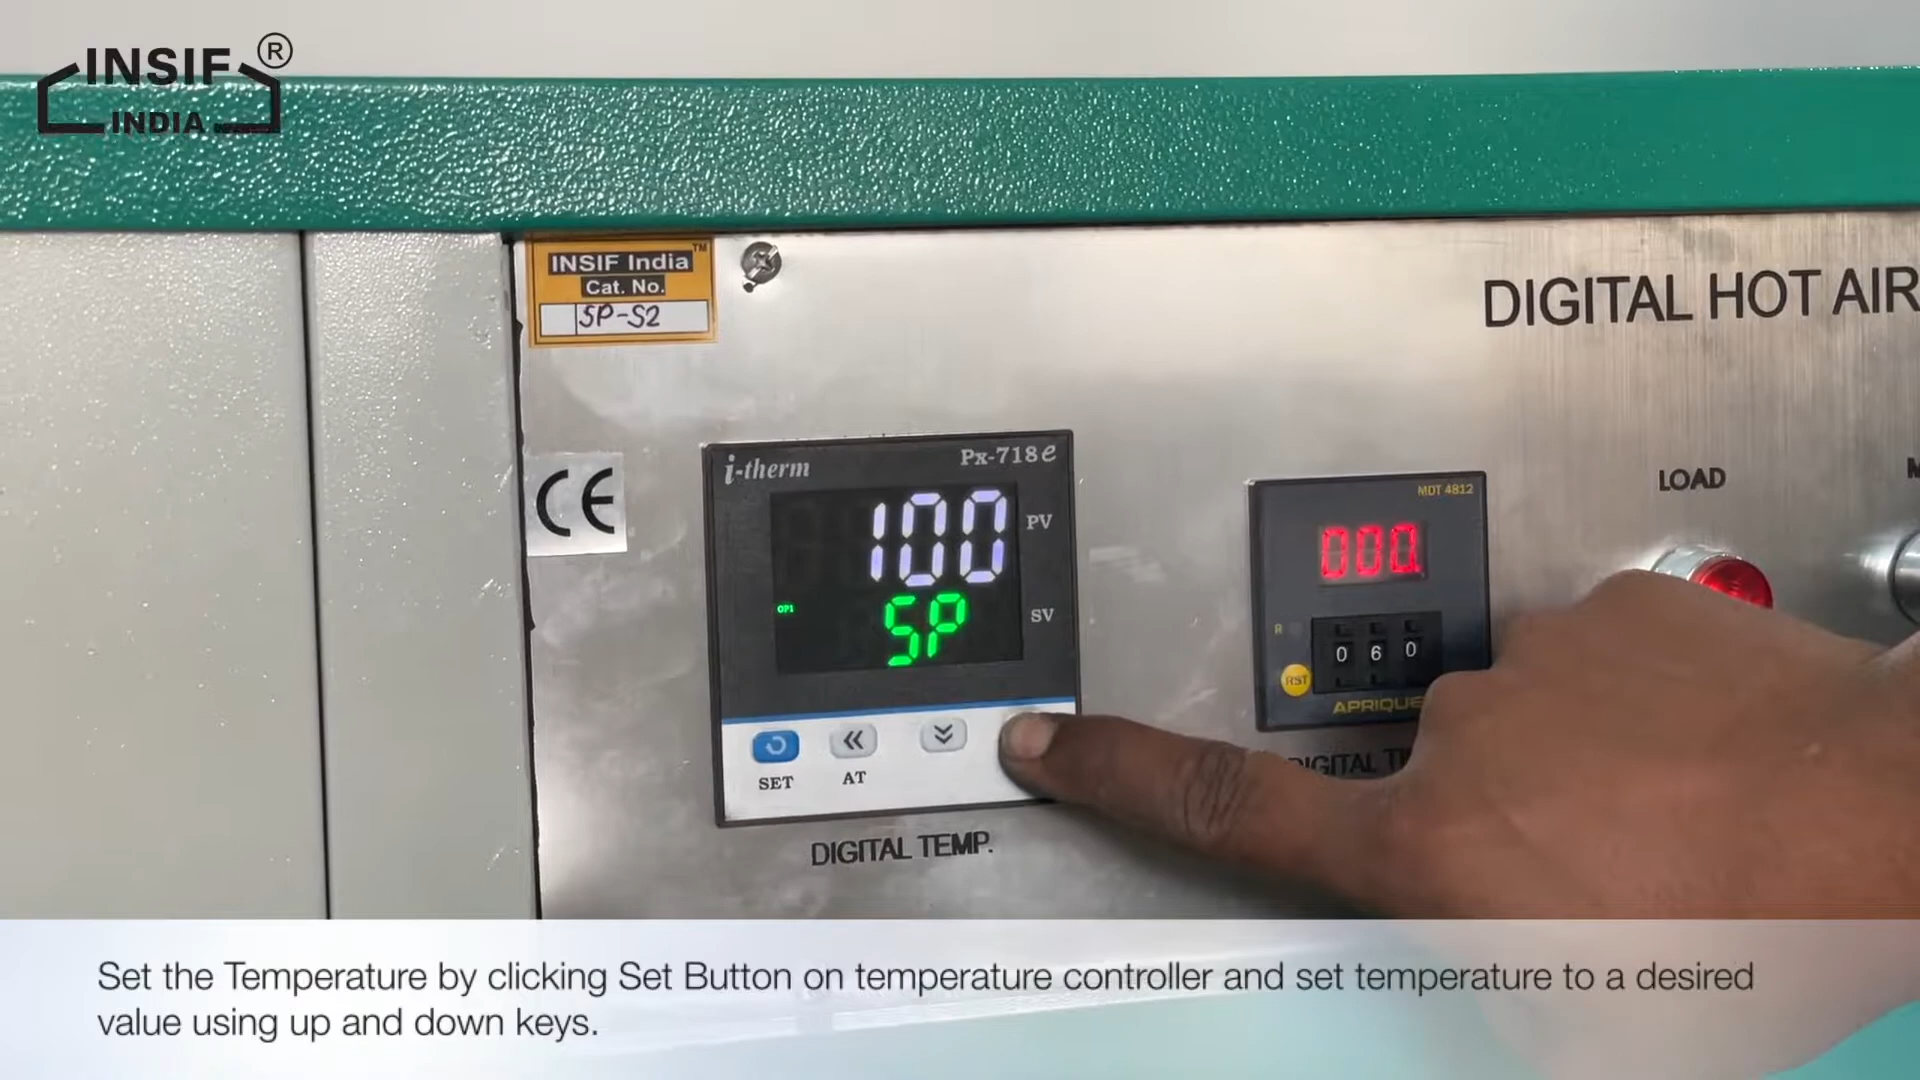 INSIF ®
INDIA
INSIF India™
Cat. No.
SP-S2
DIGITAL HOT AIR
CE
i-therm
Px-718e
100
PV
OP1
SP
SV
SET
AT
DIGITAL TEMP.
MDT 4812
000.
R
0 6 0
RST
APRIQUE
DIGITAL
LOAD
Set the Temperature by clicking Set Button on temperature controller and set temperature to a desired
value using up and down keys.